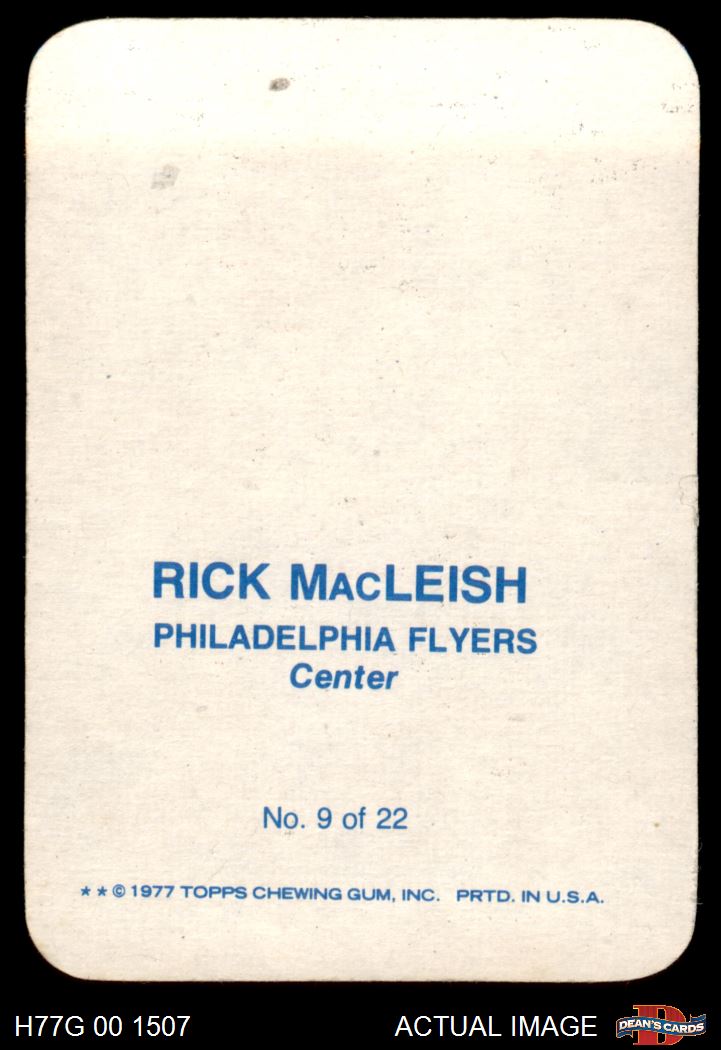 RICK MACLEISH
PHILADELPHIA FLYERS
Center
No. 9 of 22
★ ★ © 1977 TOPPS CHEWING GUM, INC. PRTD. IN U.S.A.
H77G 00 1507
ACTUAL IMAGE
D
DEAN'S CARDS